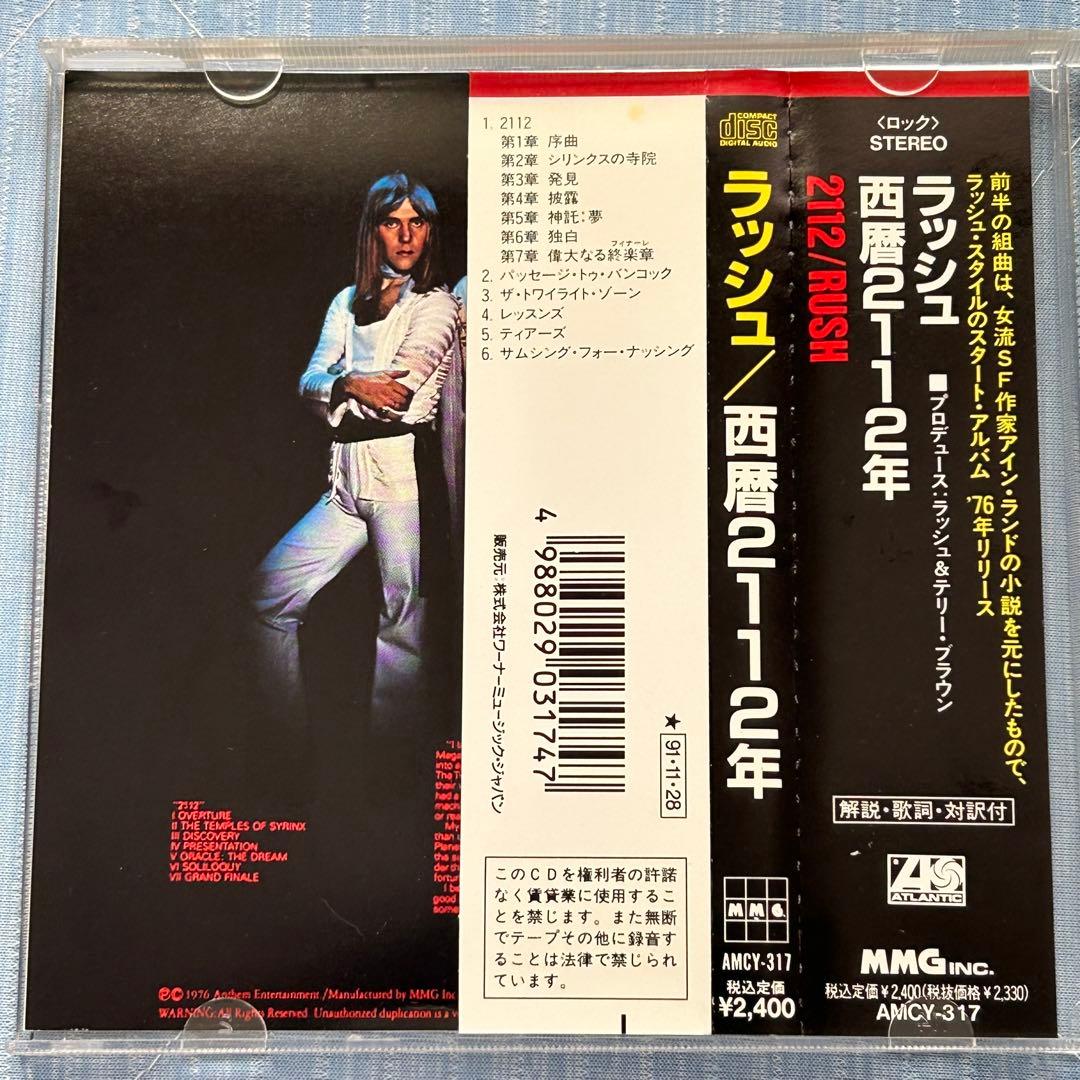 1. 2112
第1章 序曲
第2章 シリンクスの寺院
第3章 発見
第4章 披露
第5章 神託：夢
第6章 独白
フィナーレ
第7章 偉大なる終楽章
2. パッセージ・トゥ・バンコック
3. ザ・トワイライト・ゾーン
4. レッスンズ
5. ティアーズ
6. サムシング・フォー・ナッシング
4 988029 031747
販売元：株式会社ワーナーミュージック・ジャパン
★ 91・11・28
このCDを権利者の許諾
なく賃貸業に使用するこ
とを禁じます。また無断
でテープその他に録音す
ることは法律で禁じられ
ています。
COMPACT
disc
DIGITAL AUDIO
ラッシュ／西暦2112年
MMG
AMCY-317
税込定価
¥2,400
〈ロック〉
STEREO
前半の組曲は、女流SF作家アイン・ランドの小説を元にしたもので、
ラッシュ・スタイルのスタート・アルバム '76年リリース
ラッシュ ■プロデュース：ラッシュ&テリー・ブラウン
西暦2112年
2112/RUSH
解説・歌詞・対訳付
ATLANTIC
MMG INC.
税込定価¥2,400(税抜価格¥2,330)
AMCY-317
"2112"
I OVERTURE
II THE TEMPLES OF SYRINX
III DISCOVERY
IV PRESENTATION
V ORACLE: THE DREAM
VI SOLILOQUY
VII GRAND FINALE
"I
Mega
into a
The T
their
had a
machi
or rea
My
than
Plane
the s
der th
fortun
I be
good
some
℗© 1976 Anthem Entertainment /Manufactured by MMG Inc
WARNING: All Rights Reserved. Unauthorized duplication is a v